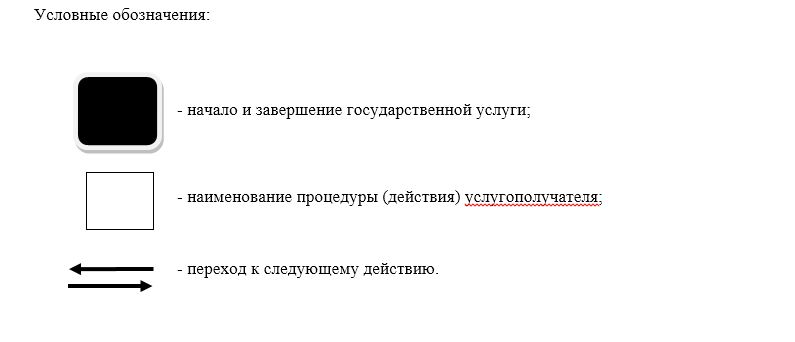 Условные обозначения:
- начало и завершение государственной услуги;
- наименование процедуры (действия) услугополучателя;
- переход к следующему действию.